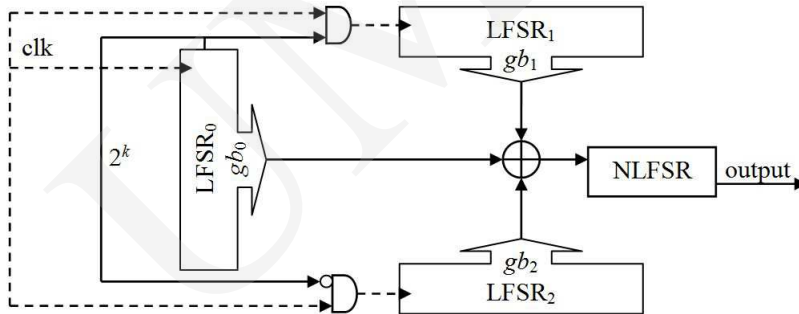 LFSR₁
gb₁
clk
LFSR₀
gb₀
2ᵏ
NLFSR
output
gb₂
LFSR₂